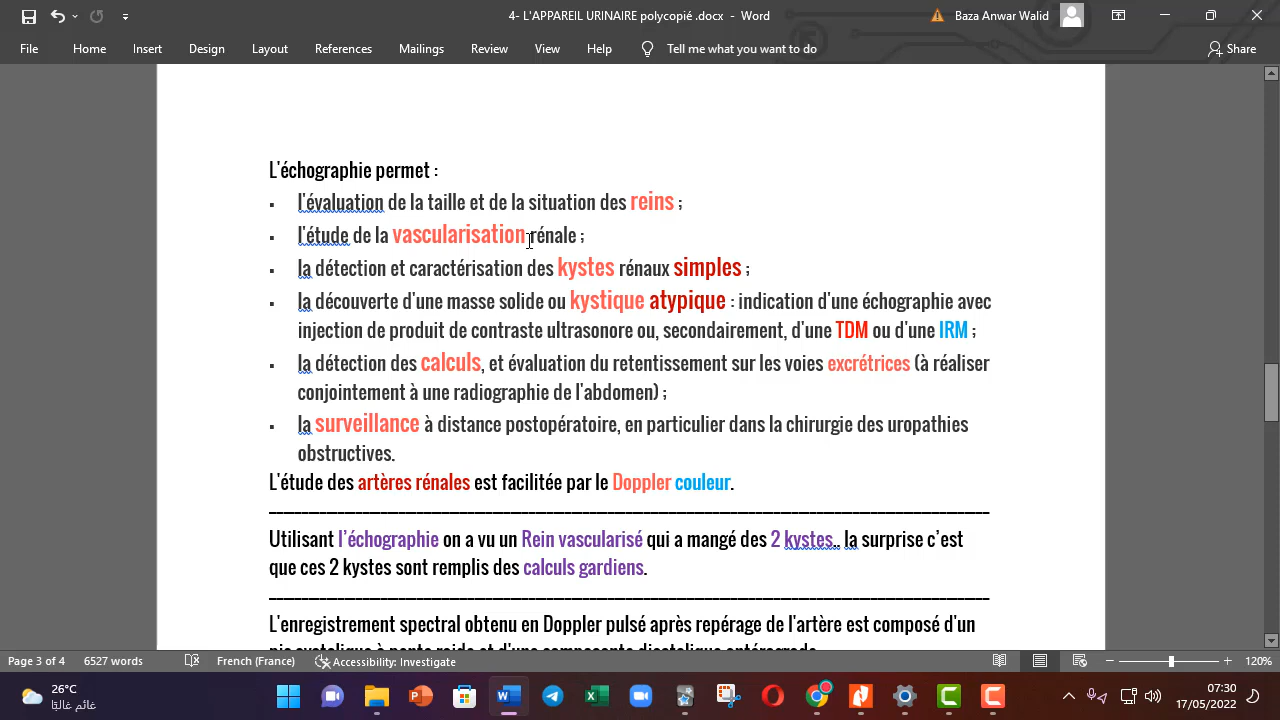 4- L'APPAREIL URINAIRE polycopié .docx - Word
Baza Anwar Walid
File Home Insert Design Layout References Mailings Review View Help Tell me what you want to do Share
L'échographie permet :
▪ l'évaluation de la taille et de la situation des reins ;
▪ l'étude de la vascularisation rénale ;
▪ la détection et caractérisation des kystes rénaux simples ;
▪ la découverte d'une masse solide ou kystique atypique : indication d'une échographie avec
injection de produit de contraste ultrasonore ou, secondairement, d'une TDM ou d'une IRM ;
▪ la détection des calculs, et évaluation du retentissement sur les voies excrétrices (à réaliser
conjointement à une radiographie de l'abdomen) ;
▪ la surveillance à distance postopératoire, en particulier dans la chirurgie des uropathies
obstructives.
L'étude des artères rénales est facilitée par le Doppler couleur.
Utilisant l’échographie on a vu un Rein vascularisé qui a mangé des 2 kystes.. la surprise c’est
que ces 2 kystes sont remplis des calculs gardiens.
L'enregistrement spectral obtenu en Doppler pulsé après repérage de l'artère est composé d'un
pic systolique à pente raide et d'une composante diastolique antérograde.
Page 3 of 4 6527 words French (France) Accessibility: Investigate 120%
26°C
غائم غالبًا
07:30
17/05/2022